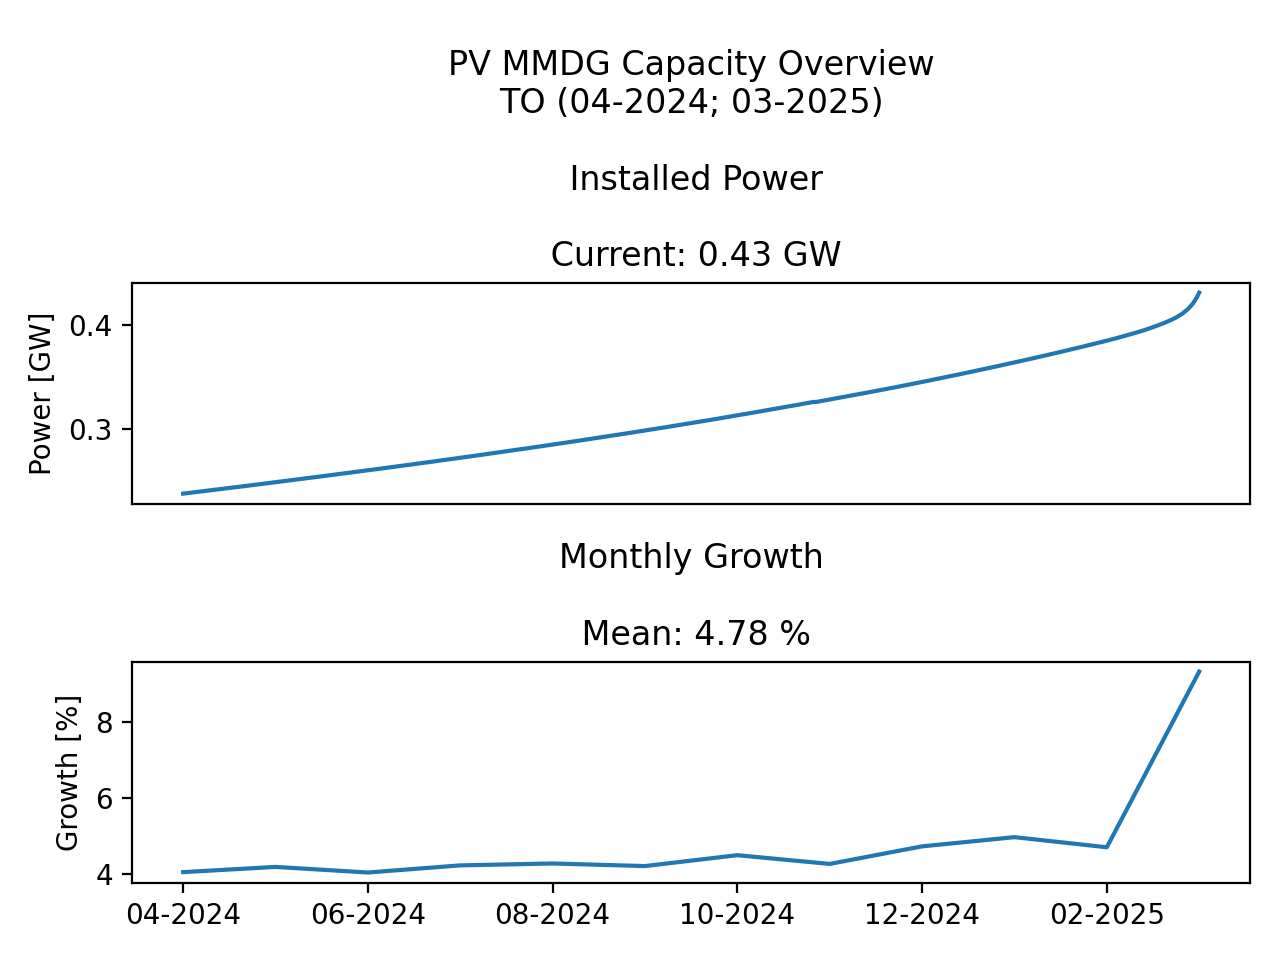 PV MMDG Capacity Overview
TO (04-2024; 03-2025)
Installed Power
Current: 0.43 GW
Power [GW]
0.4
0.3
Monthly Growth
Mean: 4.78 %
Growth [%]
8
6
4
04-2024 06-2024 08-2024 10-2024 12-2024 02-2025